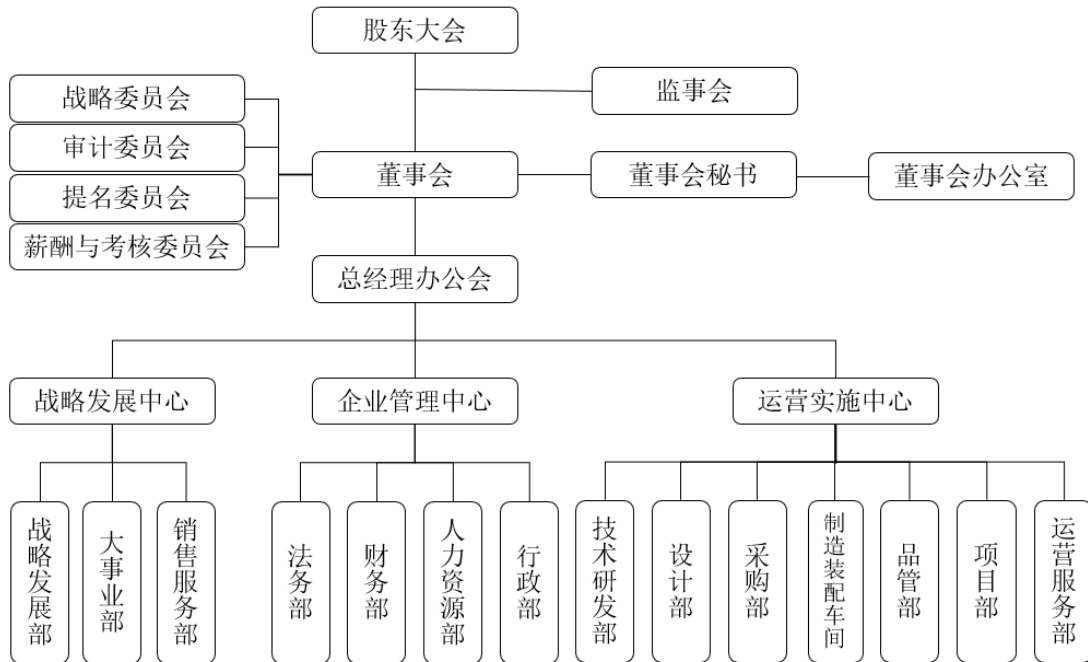 股东大会
监事会
战略委员会
审计委员会
提名委员会
薪酬与考核委员会
董事会
董事会秘书
董事会办公室
总经理办公会
战略发展中心
企业管理中心
运营实施中心
战略发展部
大事业部
销售服务部
法务部
财务部
人力资源部
行政部
技术研发部
设计部
采购部
制造装配车间
品管部
项目部
运营服务部